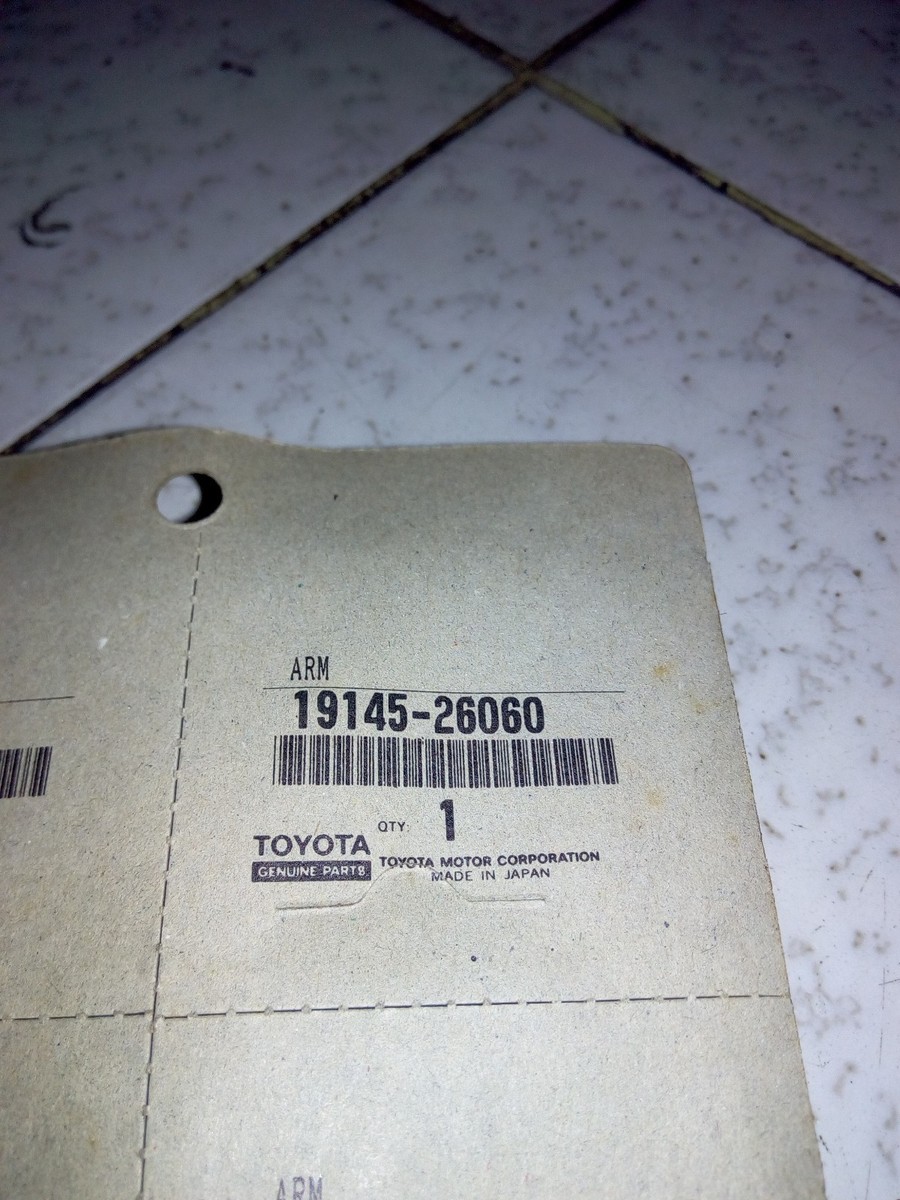 ARM
19145-26060
QTY: 1
TOYOTA
GENUINE PARTS
TOYOTA MOTOR CORPORATION
MADE IN JAPAN
ARM